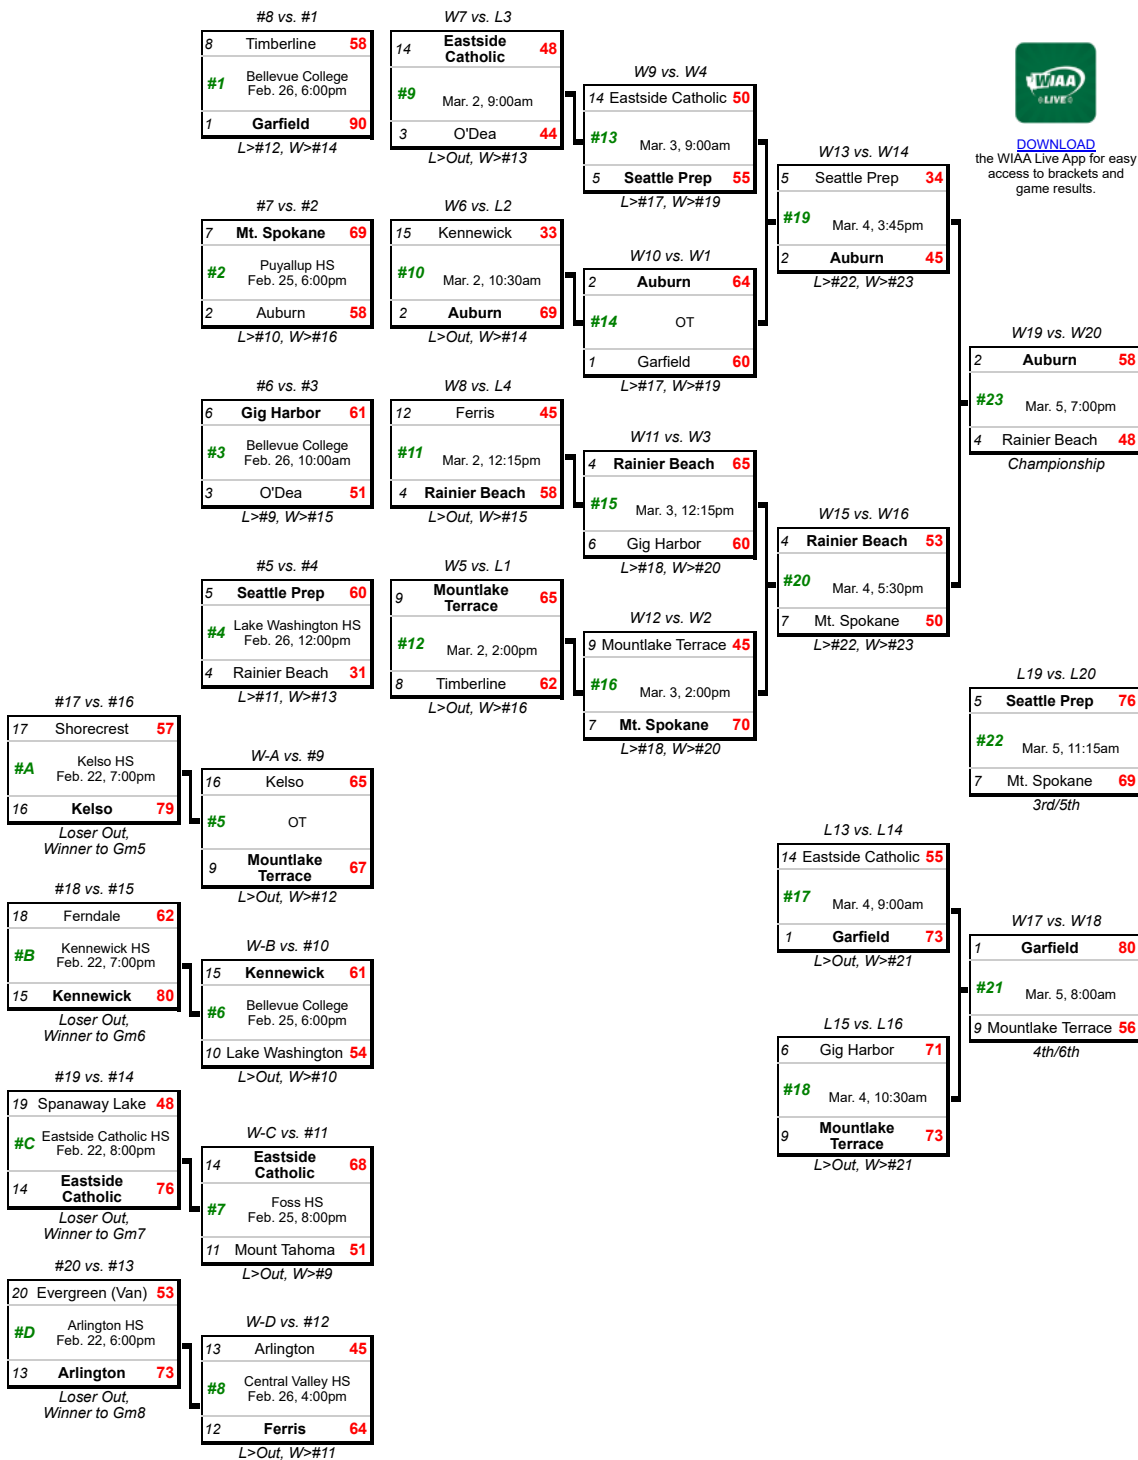 #8 vs. #1
8 Timberline 58
#1 Bellevue College
Feb. 26, 6:00pm
1 Garfield 90
L>#12, W>#14
#7 vs. #2
7 Mt. Spokane 69
#2 Puyallup HS
Feb. 25, 6:00pm
2 Auburn 58
L>#10, W>#16
#6 vs. #3
6 Gig Harbor 61
#3 Bellevue College
Feb. 26, 10:00am
3 O'Dea 51
L>#9, W>#15
#5 vs. #4
5 Seattle Prep 60
#4 Lake Washington HS
Feb. 26, 12:00pm
4 Rainier Beach 31
L>#11, W>#13
W7 vs. L3
14 Eastside
Catholic 48
#9 Mar. 2, 9:00am
3 O'Dea 44
L>Out, W>#13
W6 vs. L2
15 Kennewick 33
#10 Mar. 2, 10:30am
2 Auburn 69
L>Out, W>#14
W8 vs. L4
12 Ferris 45
#11 Mar. 2, 12:15pm
4 Rainier Beach 58
L>Out, W>#15
W5 vs. L1
9 Mountlake
Terrace 65
#12 Mar. 2, 2:00pm
8 Timberline 62
L>Out, W>#16
W9 vs. W4
14 Eastside Catholic 50
#13 Mar. 3, 9:00am
5 Seattle Prep 55
L>#17, W>#19
W10 vs. W1
2 Auburn 64
#14 OT
1 Garfield 60
L>#17, W>#19
W11 vs. W3
4 Rainier Beach 65
#15 Mar. 3, 12:15pm
6 Gig Harbor 60
L>#18, W>#20
W12 vs. W2
9 Mountlake Terrace 45
#16 Mar. 3, 2:00pm
7 Mt. Spokane 70
L>#18, W>#20
W13 vs. W14
5 Seattle Prep 34
#19 Mar. 4, 3:45pm
2 Auburn 45
L>#22, W>#23
W15 vs. W16
4 Rainier Beach 53
#20 Mar. 4, 5:30pm
7 Mt. Spokane 50
L>#22, W>#23
WIAA
LIVE
DOWNLOAD
the WIAA Live App for easy
access to brackets and
game results.
W19 vs. W20
2 Auburn 58
#23 Mar. 5, 7:00pm
4 Rainier Beach 48
Championship
L19 vs. L20
5 Seattle Prep 76
#22 Mar. 5, 11:15am
7 Mt. Spokane 69
3rd/5th
#17 vs. #16
17 Shorecrest 57
#A Kelso HS
Feb. 22, 7:00pm
16 Kelso 79
Loser Out,
Winner to Gm5
#18 vs. #15
18 Ferndale 62
#B Kennewick HS
Feb. 22, 7:00pm
15 Kennewick 80
Loser Out,
Winner to Gm6
#19 vs. #14
19 Spanaway Lake 48
#C Eastside Catholic HS
Feb. 22, 8:00pm
14 Eastside
Catholic 76
Loser Out,
Winner to Gm7
#20 vs. #13
20 Evergreen (Van) 53
#D Arlington HS
Feb. 22, 6:00pm
13 Arlington 73
Loser Out,
Winner to Gm8
W-A vs. #9
16 Kelso 65
#5 OT
9 Mountlake
Terrace 67
L>Out, W>#12
W-B vs. #10
15 Kennewick 61
#6 Bellevue College
Feb. 25, 6:00pm
10 Lake Washington 54
L>Out, W>#10
W-C vs. #11
14 Eastside
Catholic 68
#7 Foss HS
Feb. 25, 8:00pm
11 Mount Tahoma 51
L>Out, W>#9
W-D vs. #12
13 Arlington 45
#8 Central Valley HS
Feb. 26, 4:00pm
12 Ferris 64
L>Out, W>#11
L13 vs. L14
14 Eastside Catholic 55
#17 Mar. 4, 9:00am
1 Garfield 73
L>Out, W>#21
L15 vs. L16
6 Gig Harbor 71
#18 Mar. 4, 10:30am
9 Mountlake
Terrace 73
L>Out, W>#21
W17 vs. W18
1 Garfield 80
#21 Mar. 5, 8:00am
9 Mountlake Terrace 56
4th/6th